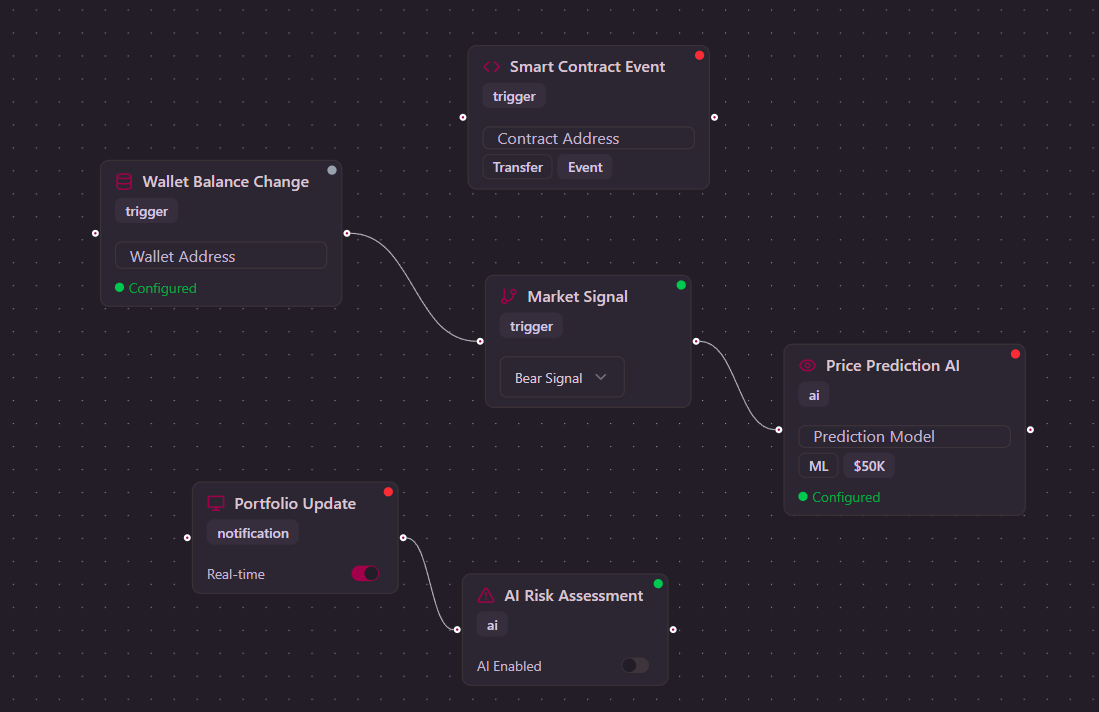 Smart Contract Event
trigger
Contract Address
Transfer Event
Wallet Balance Change
trigger
Wallet Address
Configured
Market Signal
trigger
Bear Signal
Price Prediction AI
ai
Prediction Model
ML $50K
Configured
Portfolio Update
notification
Real-time
AI Risk Assessment
ai
AI Enabled